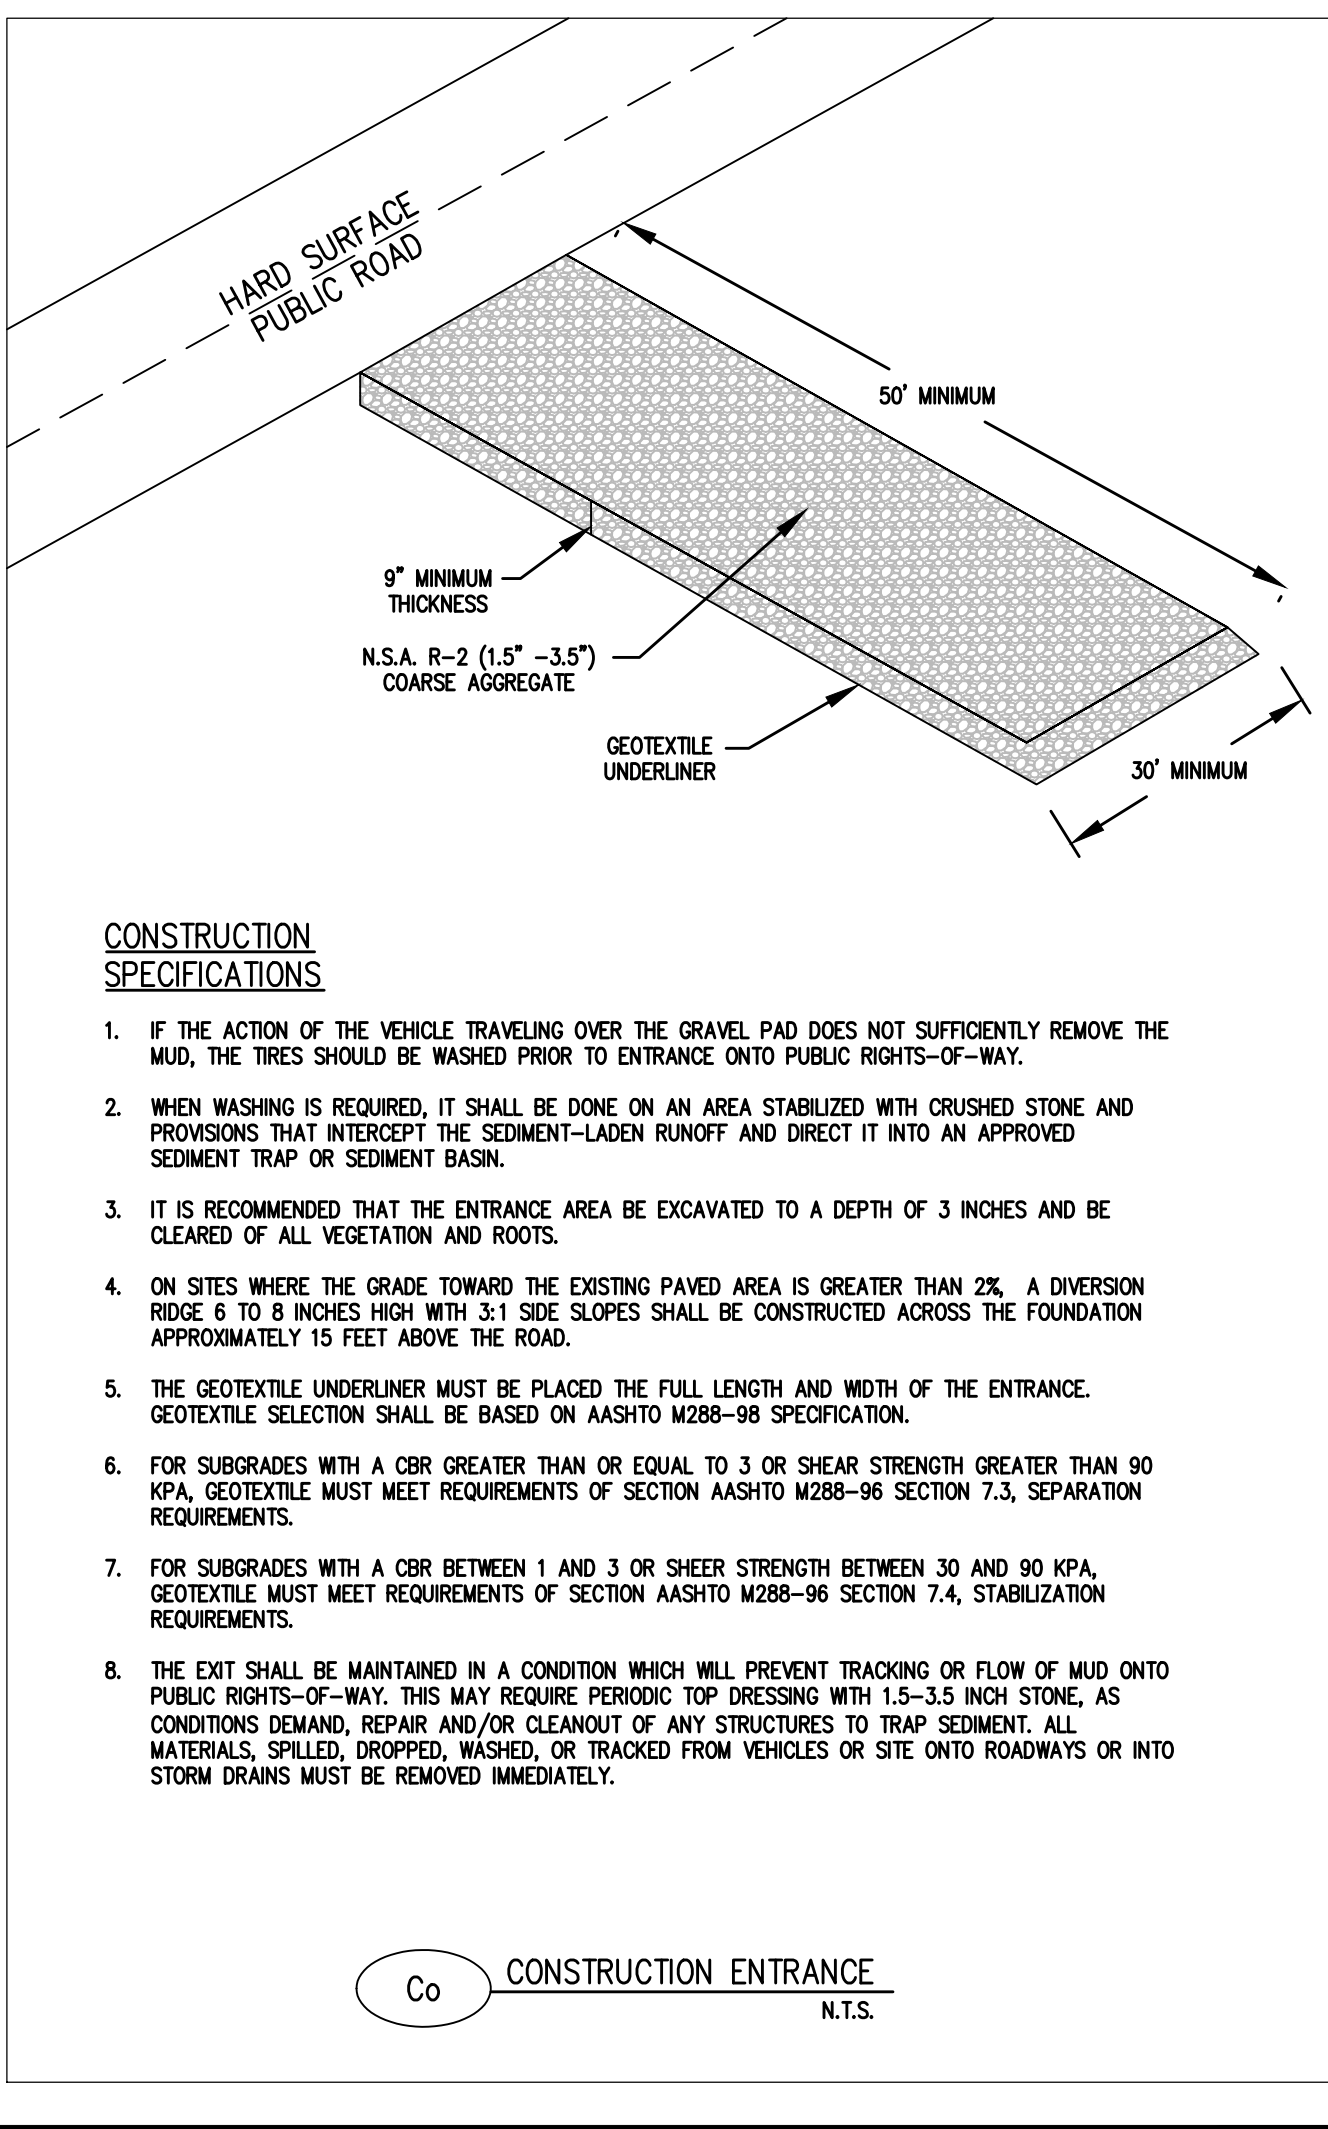 HARD SURFACE
PUBLIC ROAD
50' MINIMUM
9" MINIMUM
THICKNESS
N.S.A. R-2 (1.5" -3.5")
COARSE AGGREGATE
GEOTEXTILE
UNDERLINER
30' MINIMUM
CONSTRUCTION
SPECIFICATIONS
1. IF THE ACTION OF THE VEHICLE TRAVELING OVER THE GRAVEL PAD DOES NOT SUFFICIENTLY REMOVE THE
MUD, THE TIRES SHOULD BE WASHED PRIOR TO ENTRANCE ONTO PUBLIC RIGHTS-OF-WAY.
2. WHEN WASHING IS REQUIRED, IT SHALL BE DONE ON AN AREA STABILIZED WITH CRUSHED STONE AND
PROVISIONS THAT INTERCEPT THE SEDIMENT-LADEN RUNOFF AND DIRECT IT INTO AN APPROVED
SEDIMENT TRAP OR SEDIMENT BASIN.
3. IT IS RECOMMENDED THAT THE ENTRANCE AREA BE EXCAVATED TO A DEPTH OF 3 INCHES AND BE
CLEARED OF ALL VEGETATION AND ROOTS.
4. ON SITES WHERE THE GRADE TOWARD THE EXISTING PAVED AREA IS GREATER THAN 2%, A DIVERSION
RIDGE 6 TO 8 INCHES HIGH WITH 3:1 SIDE SLOPES SHALL BE CONSTRUCTED ACROSS THE FOUNDATION
APPROXIMATELY 15 FEET ABOVE THE ROAD.
5. THE GEOTEXTILE UNDERLINER MUST BE PLACED THE FULL LENGTH AND WIDTH OF THE ENTRANCE.
GEOTEXTILE SELECTION SHALL BE BASED ON AASHTO M288-98 SPECIFICATION.
6. FOR SUBGRADES WITH A CBR GREATER THAN OR EQUAL TO 3 OR SHEAR STRENGTH GREATER THAN 90
KPA, GEOTEXTILE MUST MEET REQUIREMENTS OF SECTION AASHTO M288-96 SECTION 7.3, SEPARATION
REQUIREMENTS.
7. FOR SUBGRADES WITH A CBR BETWEEN 1 AND 3 OR SHEER STRENGTH BETWEEN 30 AND 90 KPA,
GEOTEXTILE MUST MEET REQUIREMENTS OF SECTION AASHTO M288-96 SECTION 7.4, STABILIZATION
REQUIREMENTS.
8. THE EXIT SHALL BE MAINTAINED IN A CONDITION WHICH WILL PREVENT TRACKING OR FLOW OF MUD ONTO
PUBLIC RIGHTS-OF-WAY. THIS MAY REQUIRE PERIODIC TOP DRESSING WITH 1.5-3.5 INCH STONE, AS
CONDITIONS DEMAND, REPAIR AND/OR CLEANOUT OF ANY STRUCTURES TO TRAP SEDIMENT. ALL
MATERIALS, SPILLED, DROPPED, WASHED, OR TRACKED FROM VEHICLES OR SITE ONTO ROADWAYS OR INTO
STORM DRAINS MUST BE REMOVED IMMEDIATELY.
Co
CONSTRUCTION ENTRANCE
N.T.S.